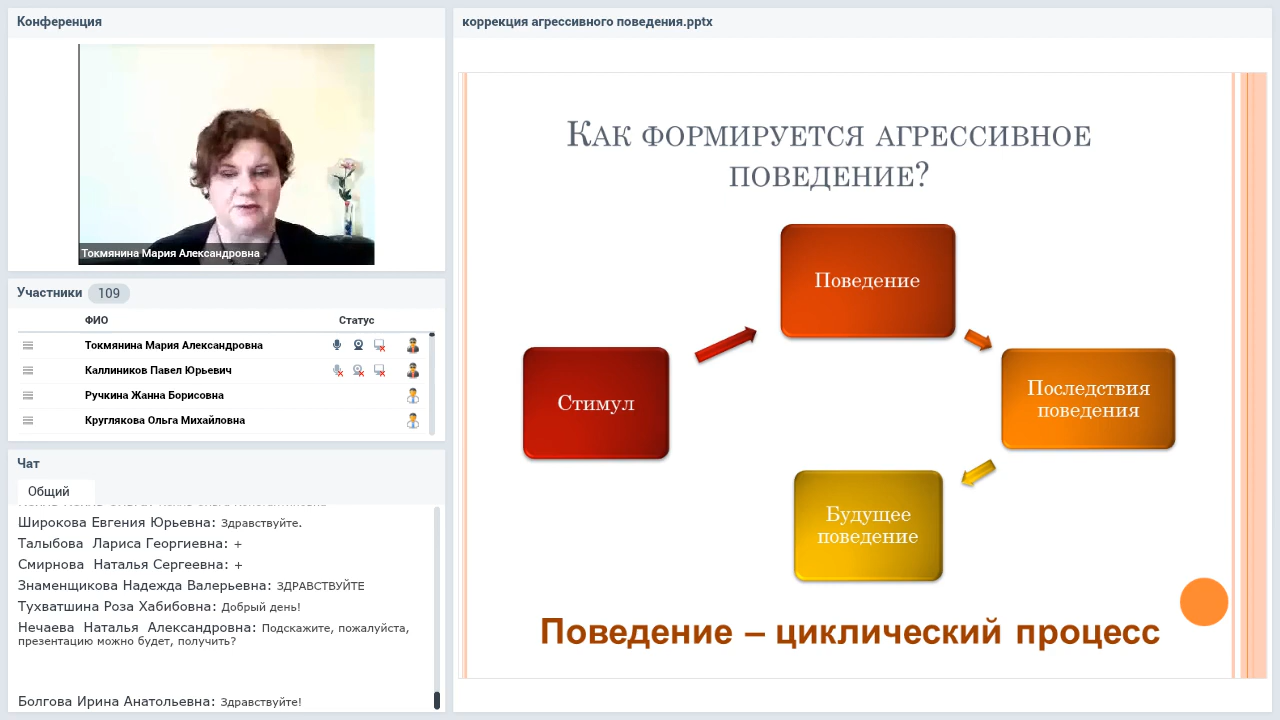 Конференция
Токмянина Мария Александровна
Участники 109
ФИО Статус
Токмянина Мария Александровна
Каллиников Павел Юрьевич
Ручкина Жанна Борисовна
Круглякова Ольга Михайловна
Чат
Общий
Широкова Евгения Юрьевна: Здравствуйте.
Талыбова Лариса Георгиевна: +
Смирнова Наталья Сергеевна: +
Знаменщикова Надежда Валерьевна: ЗДРАВСТВУЙТЕ
Тухватшина Роза Хабибовна: Добрый день!
Нечаева Наталья Александровна: Подскажите, пожалуйста,
презентацию можно будет, получить?
Болгова Ирина Анатольевна: Здравствуйте!
коррекция агрессивного поведения.pptx
Как формируется агрессивное
поведение?
Поведение
Стимул
Последствия
поведения
Будущее
поведение
Поведение – циклический процесс